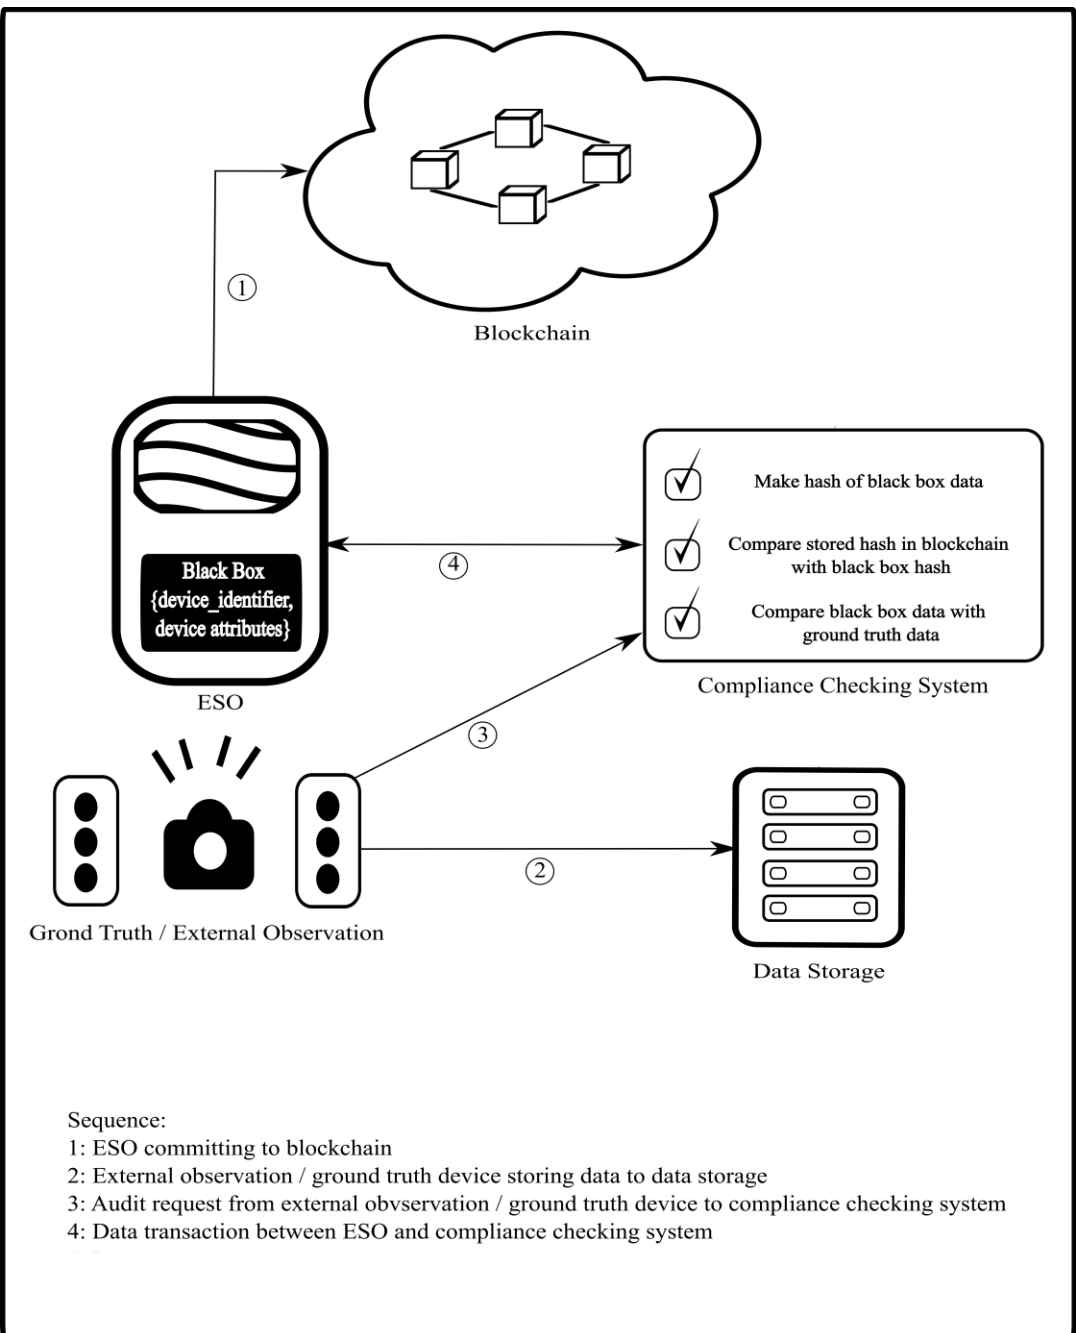 1
Blockchain
Black Box
{device_identifier,
device attributes}
ESO
4
Make hash of black box data
Compare stored hash in blockchain
with black box hash
Compare black box data with
ground truth data
Compliance Checking System
3
2
Grond Truth / External Observation
Data Storage
Sequence:
1: ESO committing to blockchain
2: External observation / ground truth device storing data to data storage
3: Audit request from external obvservation / ground truth device to compliance checking system
4: Data transaction between ESO and compliance checking system